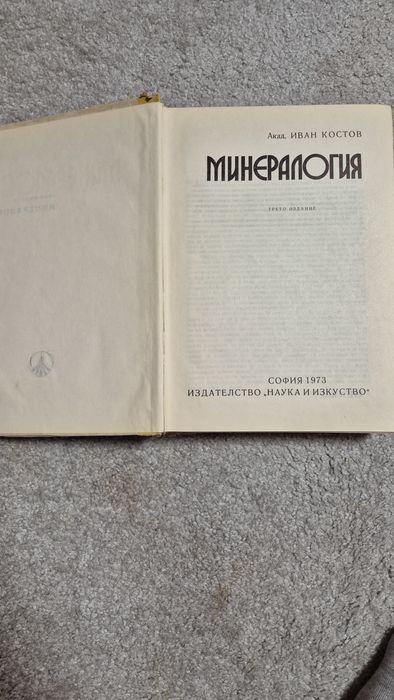 Акад. ИВАН КОСТОВ
МИНЕРАЛОГИЯ
ТРЕТО ИЗДАНИЕ
СОФИЯ 1973
ИЗДАТЕЛСТВО „НАУКА И ИЗКУСТВО“